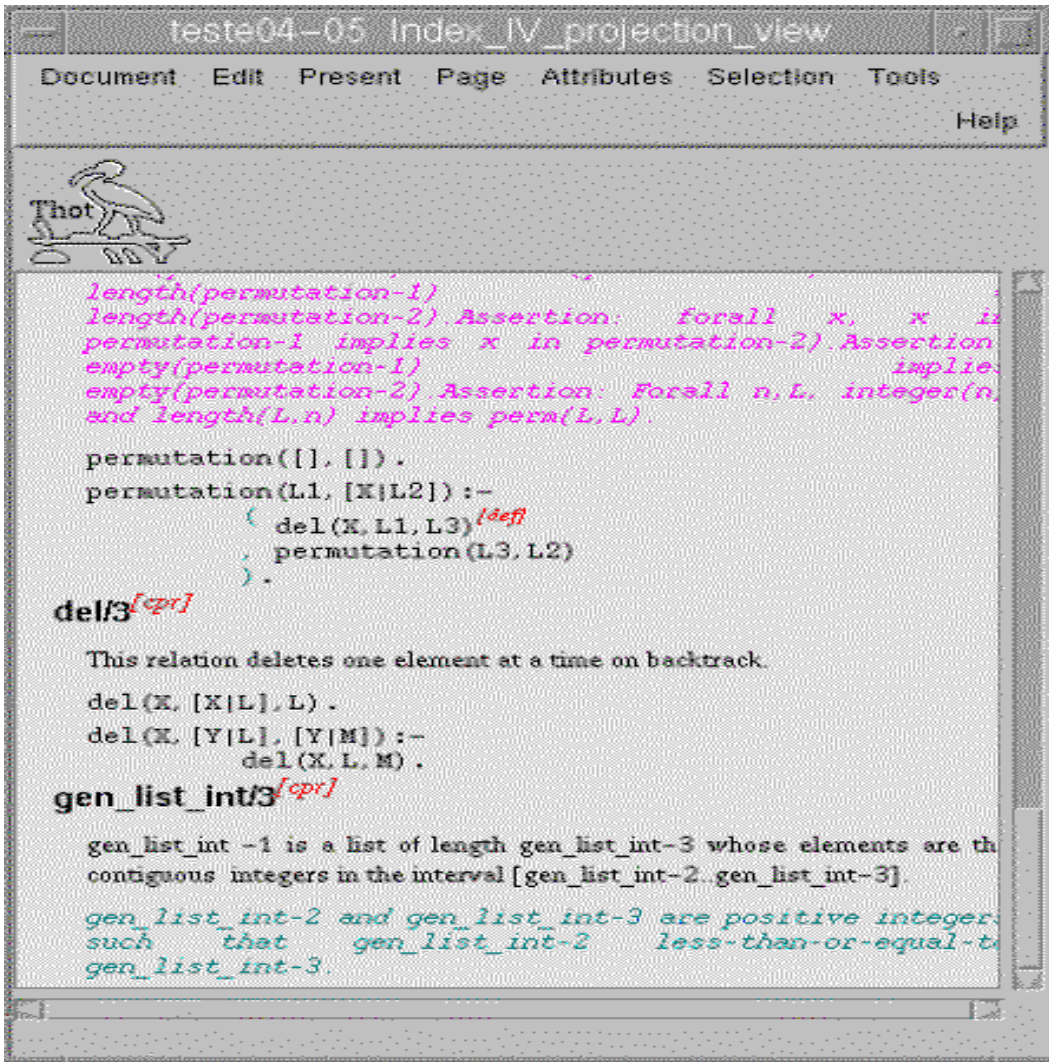 teste04-05 Index_IV_projection_view
Document Edit Present Page Attributes Selection Tools
Help
Thot
length(permutation-1)
length(permutation-2).Assertion: forall x, x in
permutation-1 implies x in permutation-2).Assertion
empty(permutation-1) implies
empty(permutation-2).Assertion: Forall n,L, integer(n,
and length(L,n) implies perm(L,L).
permutation([],[]).
permutation(L1,[X|L2]):-
( del(X,L1,L3)[def]
, permutation(L3,L2)
).
del/3[cpr]
This relation deletes one element at a time on backtrack.
del(X,[X|L],L).
del(X,[Y|L],[Y|M]):-
del(X,L,M).
gen_list_int/3[cpr]
gen_list_int -1 is a list of length gen_list_int-3 whose elements are th
contiguous integers in the interval [gen_list_int-2..gen_list_int-3].
gen_list_int-2 and gen_list_int-3 are positive integers
such that gen_list_int-2 less-than-or-equal-to
gen_list_int-3.